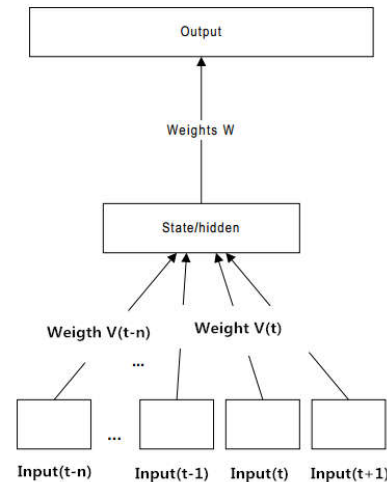 Output
Weights W
State/hidden
Weigth V(t-n)
Weight V(t)
...
...
Input(t-n)
Input(t-1)
Input(t)
Input(t+1)